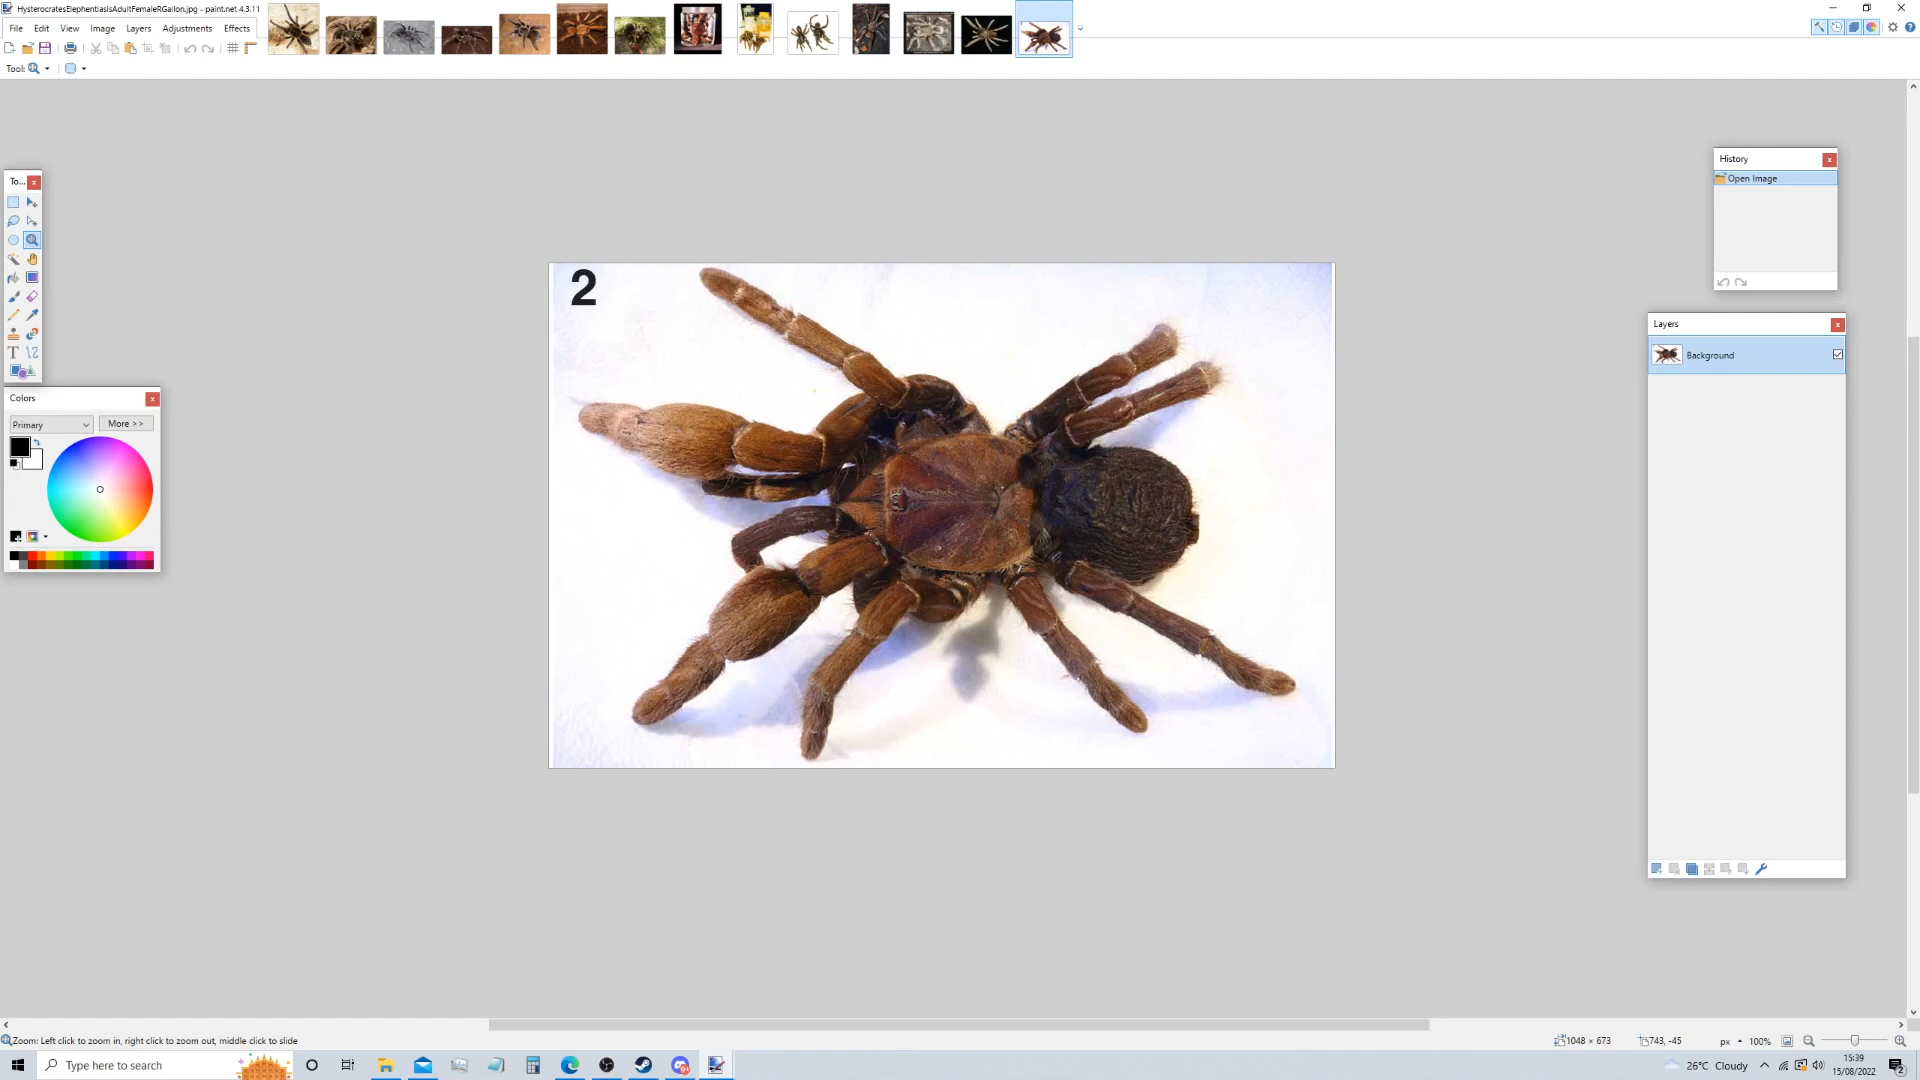 HysterocratesElephentiasisAdultFemaleRGallon.jpg - paint.net 4.3.11
File Edit View Image Layers Adjustments Effects
Tool:
To...
2
History
Open Image
Layers
Background
Colors
Primary
More >>
Zoom: Left click to zoom in, right click to zoom out, middle click to slide
1048 × 673
743, -45
px
100%
Type here to search
26°C Cloudy
15:39
15/08/2022
2